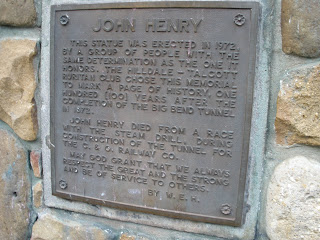 JOHN HENRY
THIS STATUE WAS ERECTED IN 1972
BY A GROUP OF PEOPLE WITH THE
SAME DETERMINATION AS THE ONE IT
HONORS. THE HILLDALE - TALCOTT
RURITAN CLUB CHOSE THIS MEMORIAL
TO MARK A PAGE OF HISTORY ONE
HUNDRED (100) YEARS AFTER THE
COMPLETION OF THE BIG BEND TUNNEL
IN 1872.
JOHN HENRY DIED FROM A RACE
WITH THE STEAM DRILL, DURING
CONSTRUCTION OF THE TUNNEL FOR
THE C & O RAILWAY CO.
MAY GOD GRANT THAT WE ALWAYS
RESPECT THE GREAT AND THE STRONG
AND BE OF SERVICE TO OTHERS.
BY W. E. H.